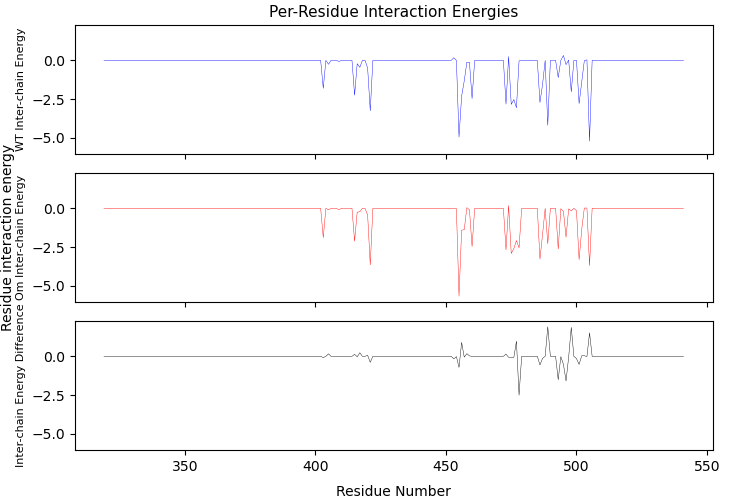 Per-Residue Interaction Energies
WT Inter-chain Energy
0.0
−2.5
−5.0
Residue interaction energy
Om Inter-chain Energy
0.0
−2.5
−5.0
Inter-chain Energy Difference
0.0
−2.5
−5.0
350
400
450
500
550
Residue Number